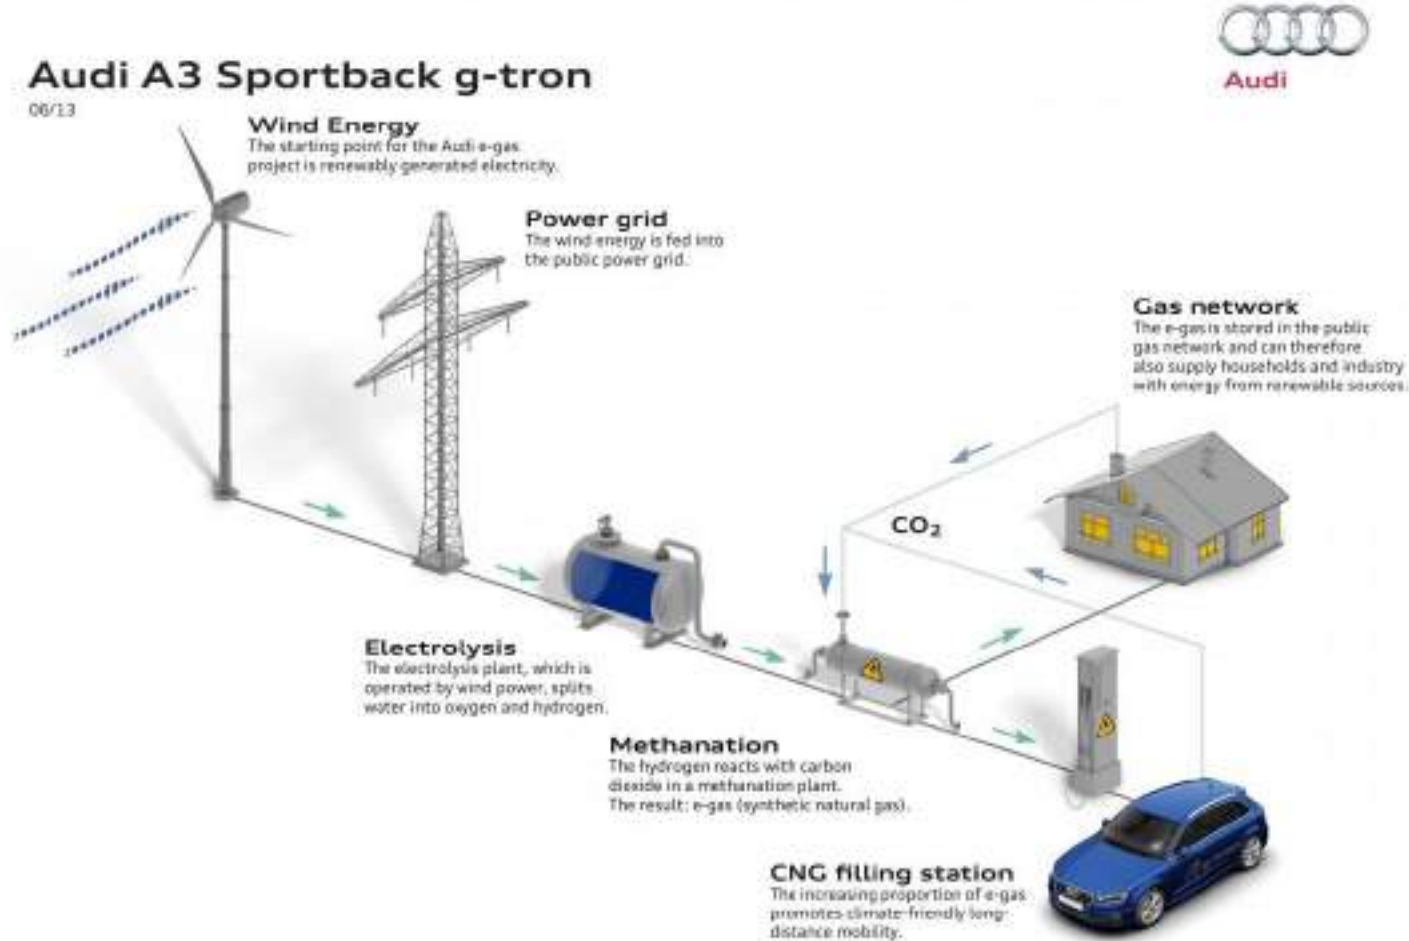 Audi
Audi A3 Sportback g-tron
06/13
Wind Energy
The starting point for the Audi e-gas
project is renewably generated electricity.
Power grid
The wind energy is fed into
the public power grid.
Gas network
The e-gas is stored in the public
gas network and can therefore
also supply households and industry
with energy from renewable sources.
CO₂
Electrolysis
The electrolysis plant, which is
operated by wind power, splits
water into oxygen and hydrogen.
Methanation
The hydrogen reacts with carbon
dioxide in a methanation plant.
The result: e-gas (synthetic natural gas).
CNG filling station
The increasing proportion of e-gas
promotes climate-friendly long-
distance mobility.